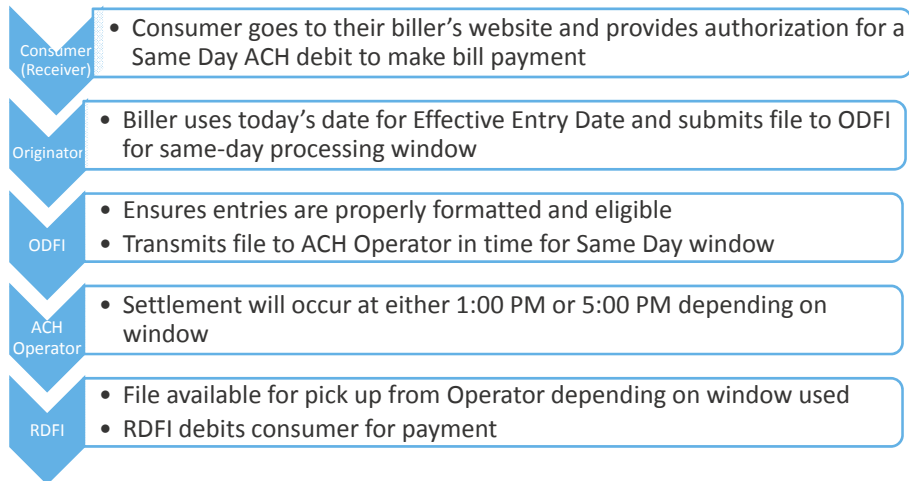 Consumer
(Receiver)
• Consumer goes to their biller’s website and provides authorization for a
Same Day ACH debit to make bill payment
Originator
• Biller uses today’s date for Effective Entry Date and submits file to ODFI
for same-day processing window
ODFI
• Ensures entries are properly formatted and eligible
• Transmits file to ACH Operator in time for Same Day window
ACH
Operator
• Settlement will occur at either 1:00 PM or 5:00 PM depending on
window
RDFI
• File available for pick up from Operator depending on window used
• RDFI debits consumer for payment